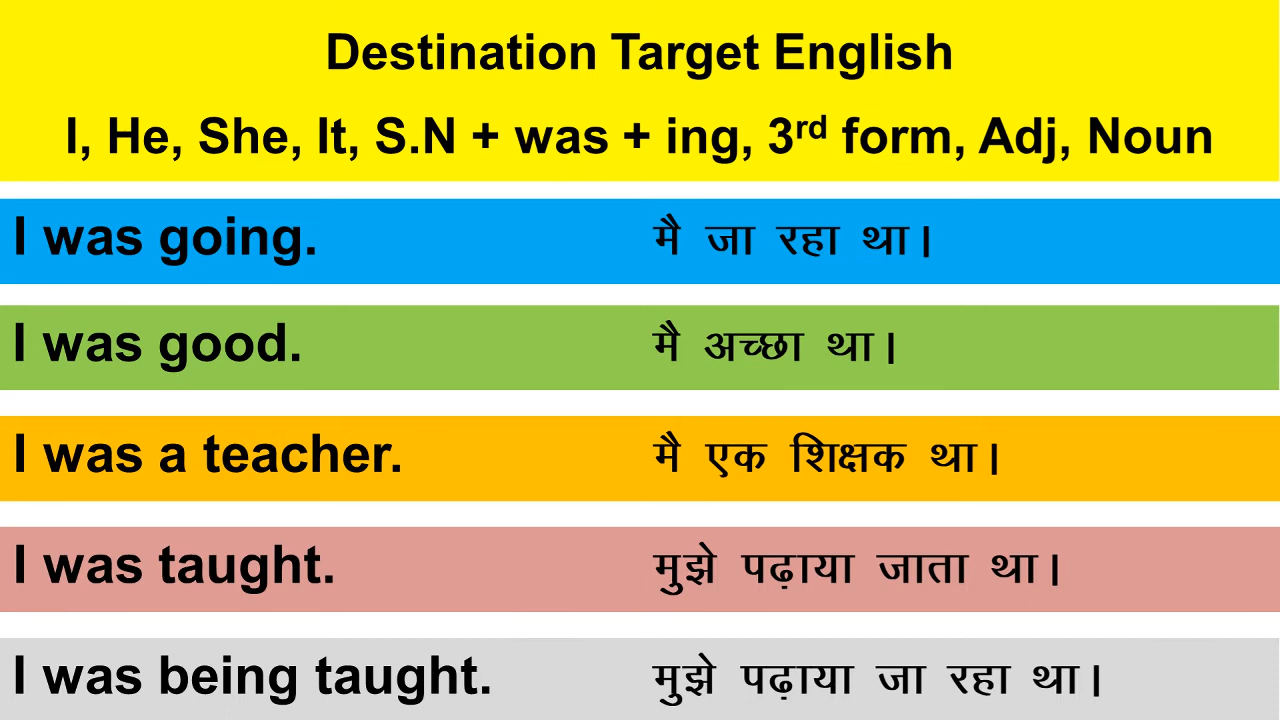 Destination Target English
I, He, She, It, S.N + was + ing, 3rd form, Adj, Noun
I was going. मै जा रहा था।
I was good. मै अच्छा था।
I was a teacher. मै एक शिक्षक था।
I was taught. मुझे पढ़ाया जाता था।
I was being taught. मुझे पढ़ाया जा रहा था।